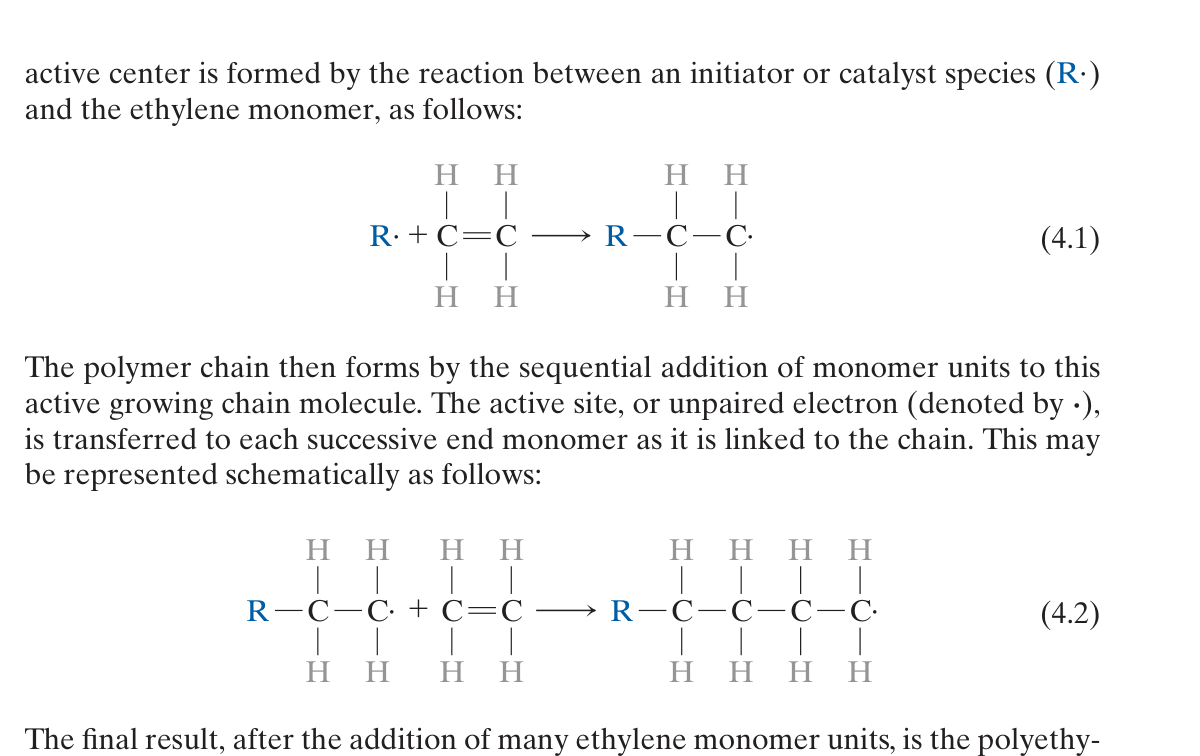 active center is formed by the reaction between an initiator or catalyst species (R·)
and the ethylene monomer, as follows:
H H H H
| | | |
R· + C=C ⟶ R—C—C· (4.1)
| | | |
H H H H
The polymer chain then forms by the sequential addition of monomer units to this
active growing chain molecule. The active site, or unpaired electron (denoted by ·),
is transferred to each successive end monomer as it is linked to the chain. This may
be represented schematically as follows:
H H H H H H H H
| | | | | | | |
R—C—C· + C=C ⟶ R—C—C—C—C· (4.2)
| | | | | | | |
H H H H H H H H
The final result, after the addition of many ethylene monomer units, is the polyethy-